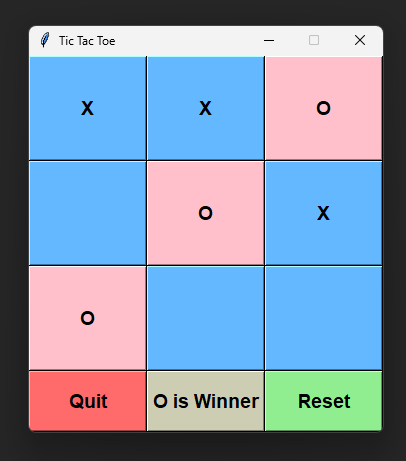 Tic Tac Toe
X X O
O X
O
Quit O is Winner Reset